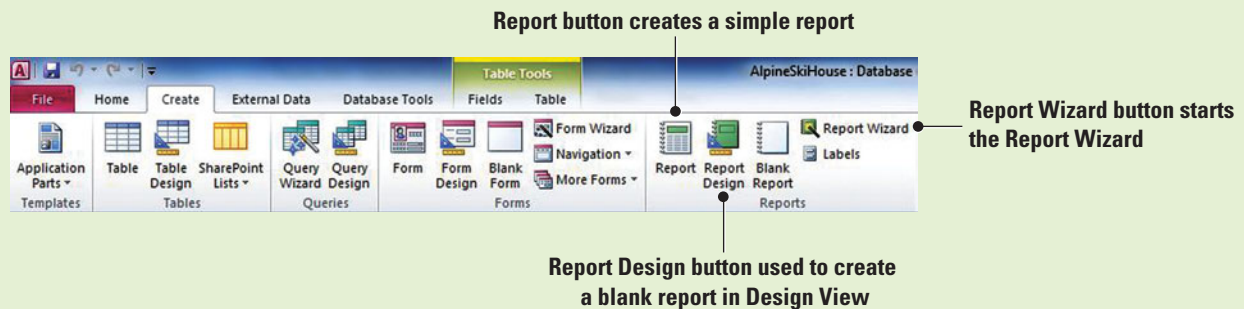 Report button creates a simple report
Table Tools
AlpineSkiHouse : Database
File Home Create External Data Database Tools Fields Table
Report Wizard button starts
the Report Wizard
Application
Parts
Table
Table
Design
SharePoint
Lists
Query
Wizard
Query
Design
Form
Form
Design
Blank
Form
Form Wizard
Navigation
More Forms
Report
Report
Design
Blank
Report
Report Wizard
Labels
Templates Tables Queries Forms Reports
Report Design button used to create
a blank report in Design View